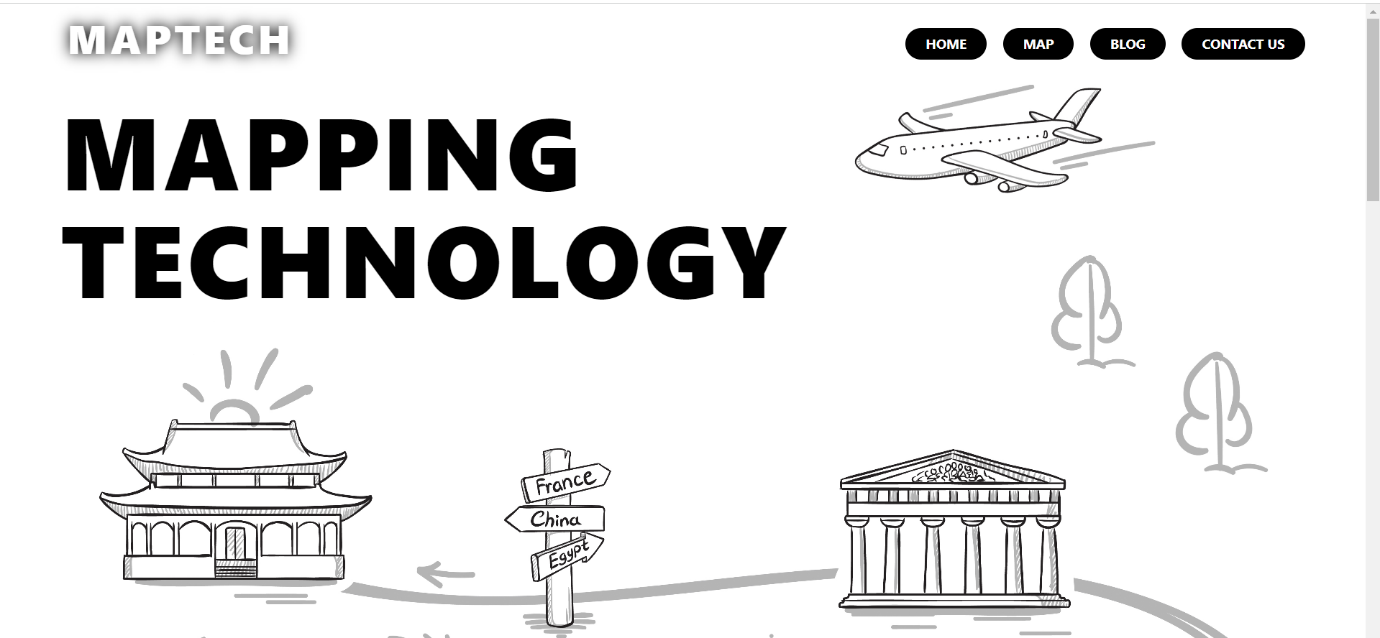 MAPTECH
HOME MAP BLOG CONTACT US
MAPPING
TECHNOLOGY
France
China
Egypt